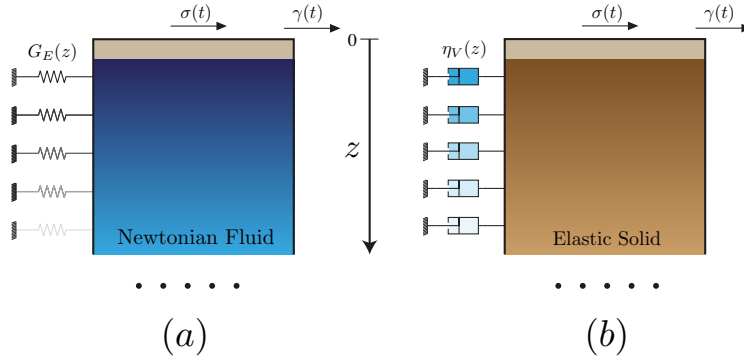 σ(t) γ(t) σ(t) γ(t)
G_E(z) 0 η_V(z)
z
Newtonian Fluid Elastic Solid
(a) (b)